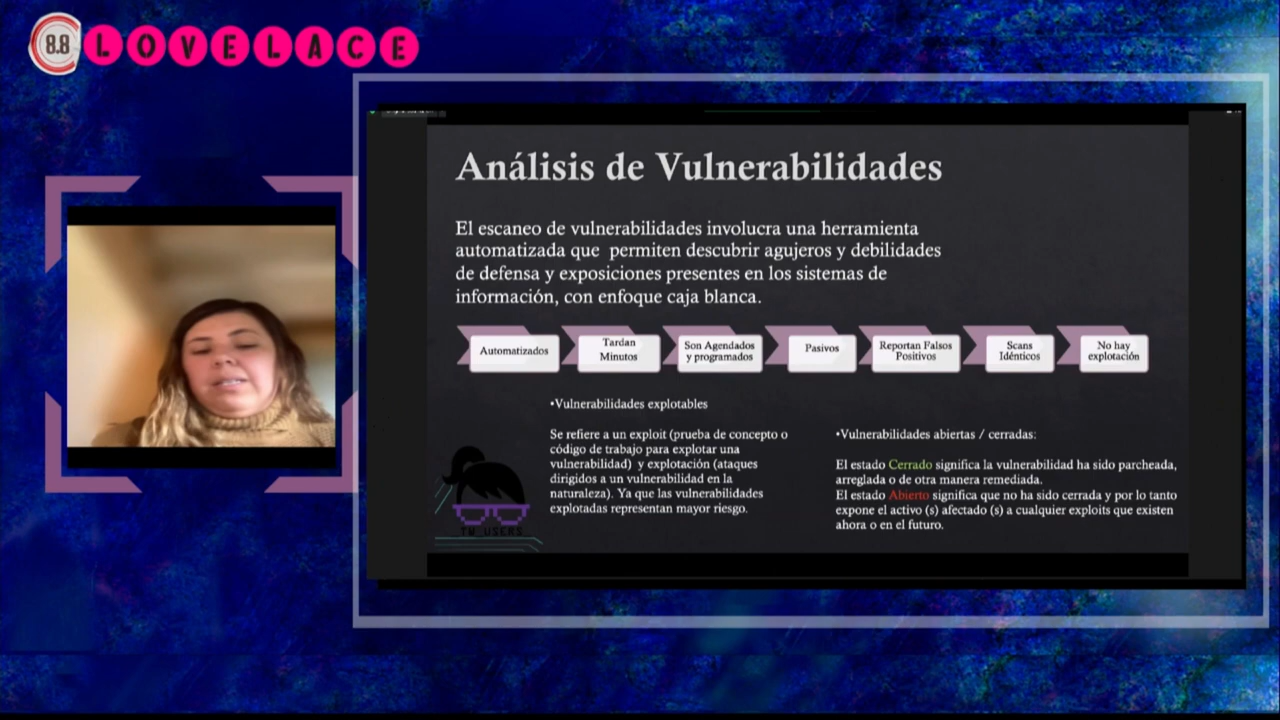 8.8 LOVELACE
Análisis de Vulnerabilidades
El escaneo de vulnerabilidades involucra una herramienta
automatizada que permiten descubrir agujeros y debilidades
de defensa y exposiciones presentes en los sistemas de
información, con enfoque caja blanca.
Automatizados
Tardan
Minutos
Son Agendados
y programados
Pasivos
Reportan Falsos
Positivos
Scans
Idénticos
No hay
explotación
•Vulnerabilidades explotables
Se refiere a un exploit (prueba de concepto o
código de trabajo para explotar una
vulnerabilidad) y explotación (ataques
dirigidos a un vulnerabilidad en la
naturaleza). Ya que las vulnerabilidades
explotadas representan mayor riesgo.
•Vulnerabilidades abiertas / cerradas:
El estado Cerrado significa la vulnerabilidad ha sido parcheada,
arreglada o de otra manera remediada.
El estado Abierto significa que no ha sido cerrada y por lo tanto
expone el activo (s) afectado (s) a cualquier exploits que existen
ahora o en el futuro.